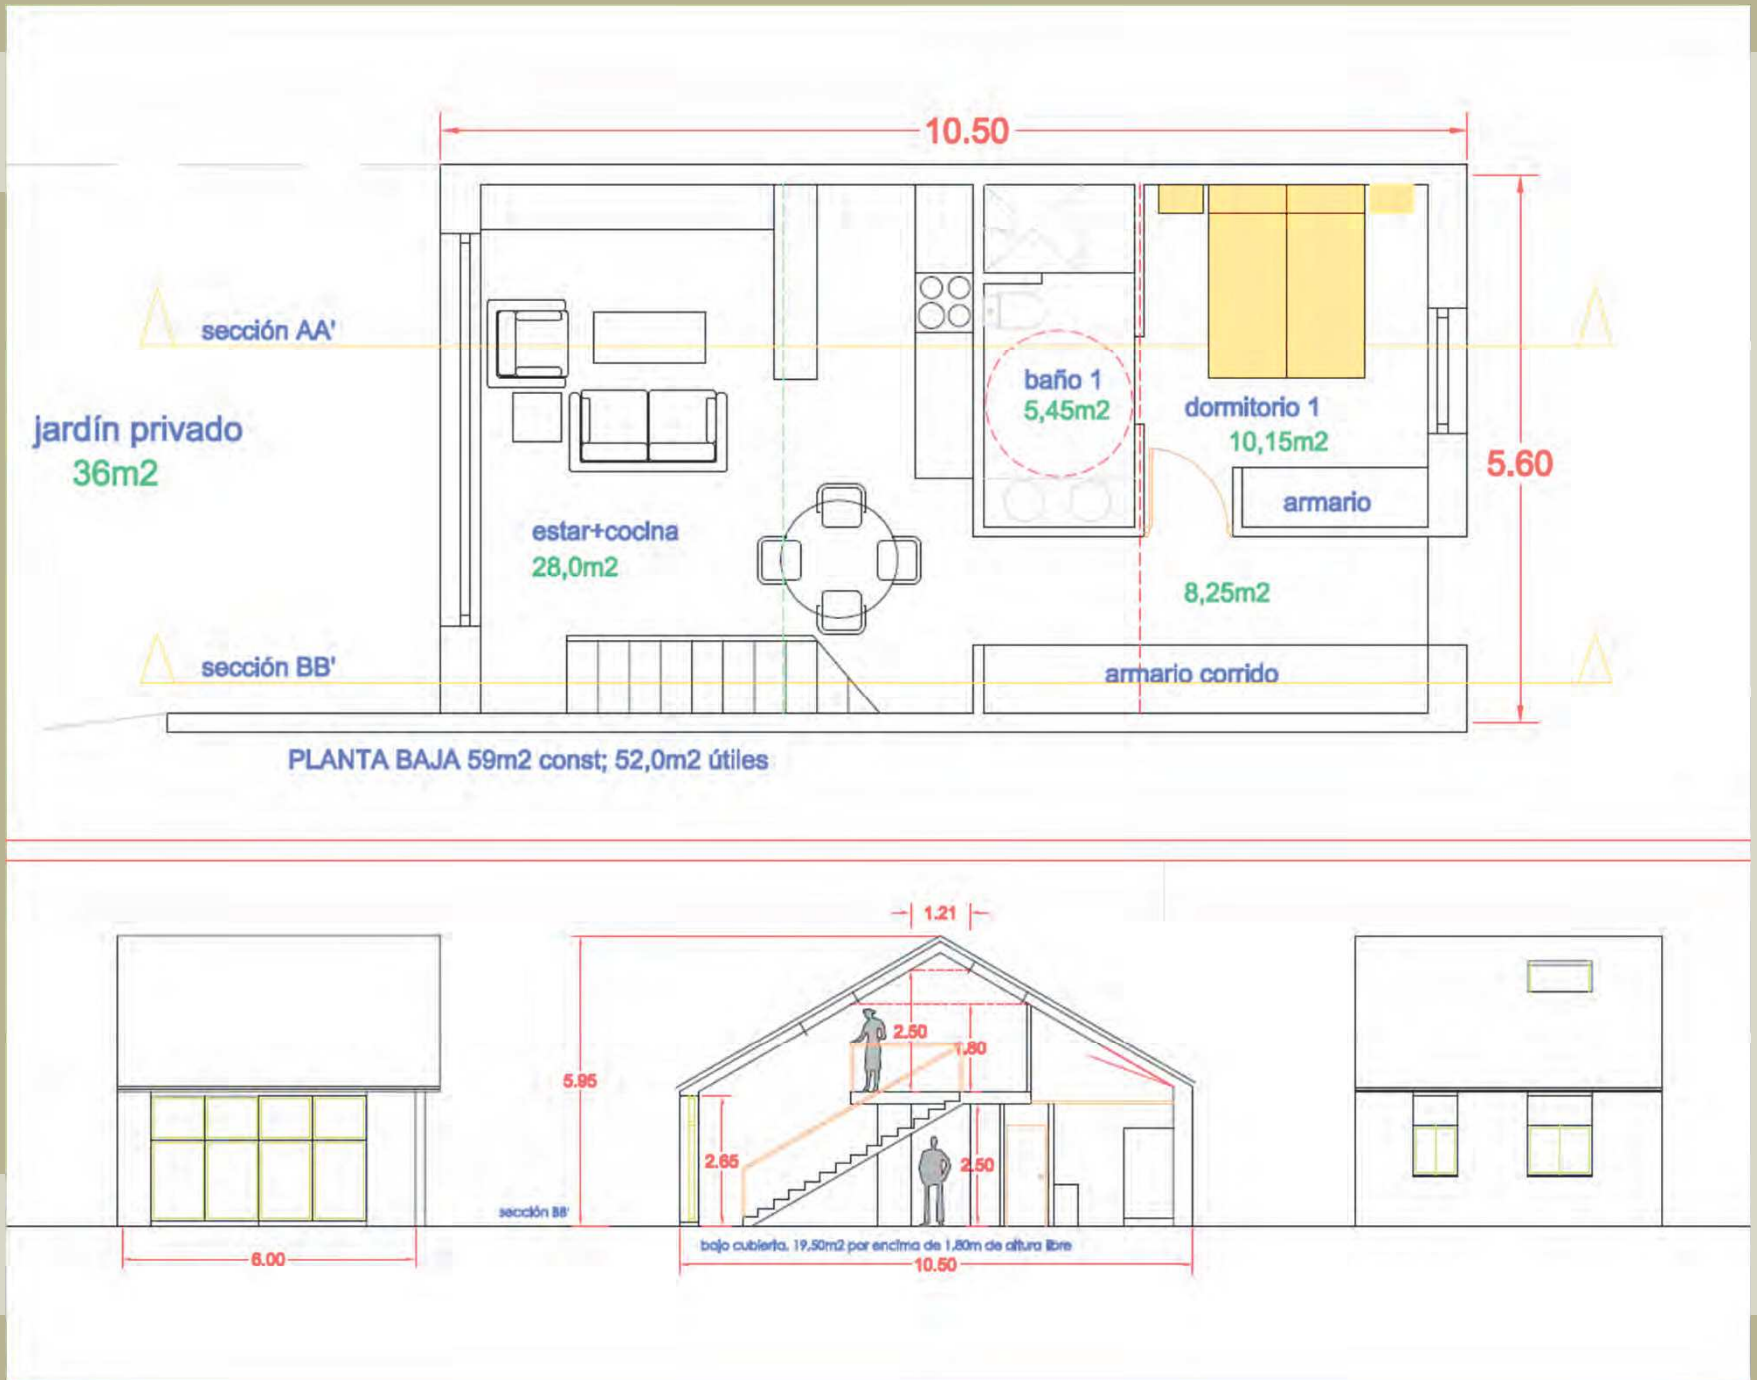 10.50
sección AA'
jardín privado
36m2
baño 1
5,45m2
dormitorio 1
10,15m2
5.60
armario
estar+cocina
28,0m2
8,25m2
sección BB'
armario corrido
PLANTA BAJA 59m2 const; 52,0m2 útiles
1.21
2.50
1.80
5.95
2.65
2.50
sección BB'
bajo cubierta. 19,50m2 por encima de 1,80m de altura libre
6.00
10.50